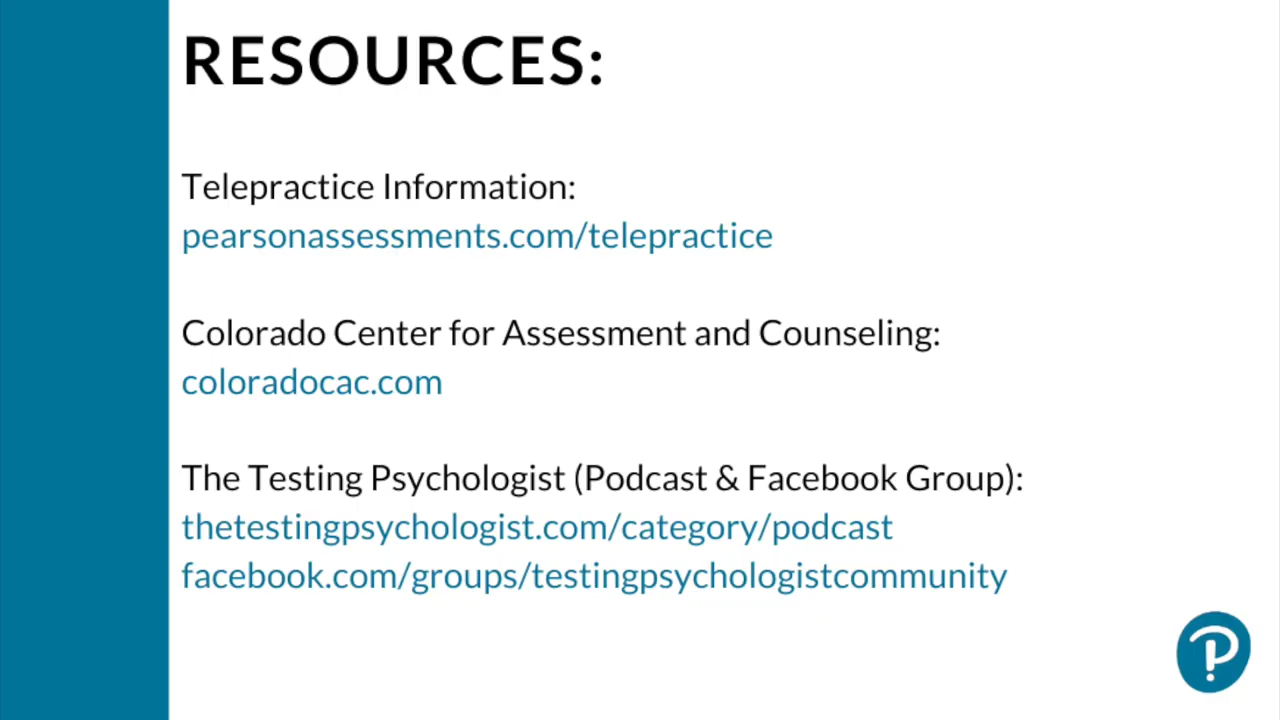 RESOURCES:
Telepractice Information:
pearsonassessments.com/telepractice
Colorado Center for Assessment and Counseling:
coloradocac.com
The Testing Psychologist (Podcast & Facebook Group):
thetestingpsychologist.com/category/podcast
facebook.com/groups/testingpsychologistcommunity